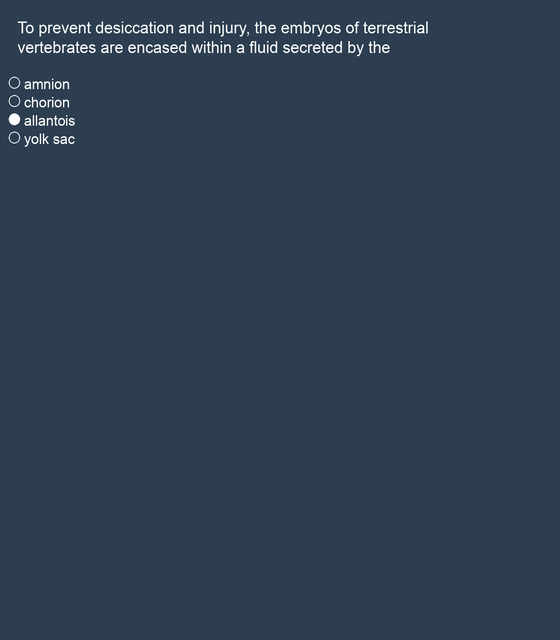 To prevent desiccation and injury, the embryos of terrestrial
vertebrates are encased within a fluid secreted by the
amnion
chorion
allantois
yolk sac